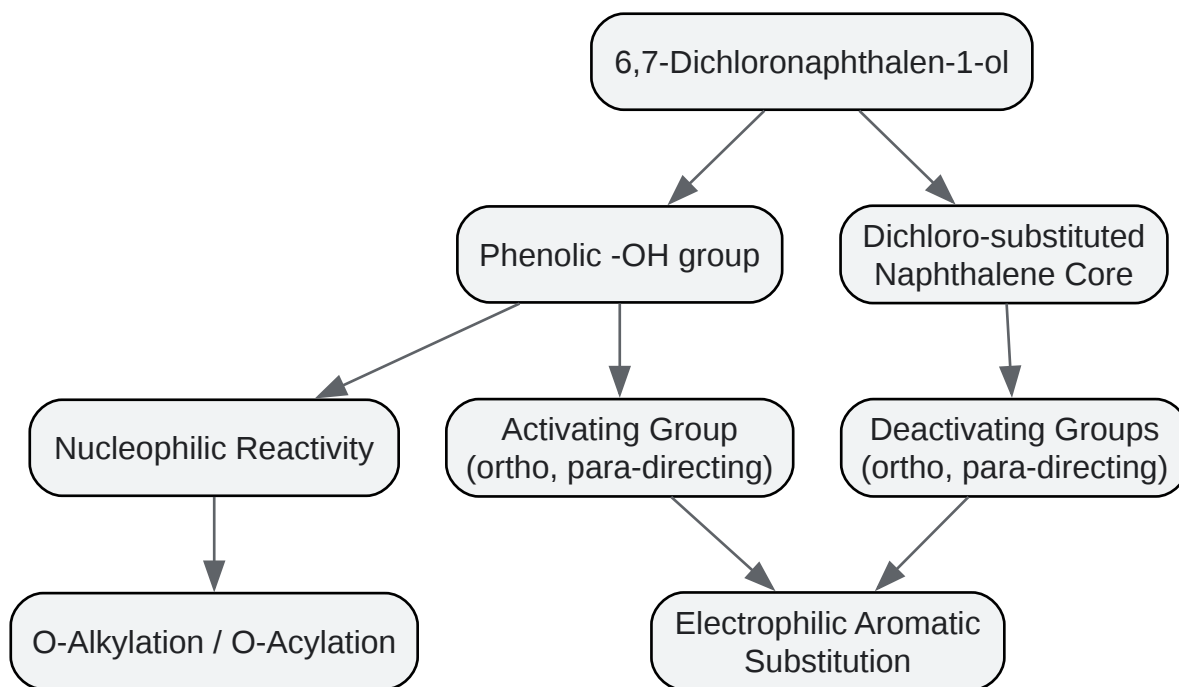 6,7-Dichloronaphthalen-1-ol
Phenolic -OH group
Dichloro-substituted
Naphthalene Core
Nucleophilic Reactivity
Activating Group
(ortho, para-directing)
Deactivating Groups
(ortho, para-directing)
O-Alkylation / O-Acylation
Electrophilic Aromatic
Substitution